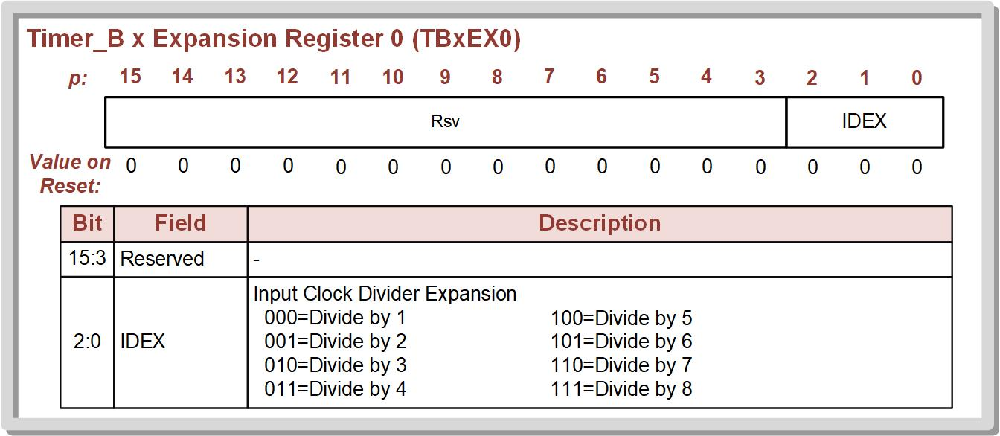 Timer_B x Expansion Register 0 (TBxEX0)
p: 15 14 13 12 11 10 9 8 7 6 5 4 3 2 1 0
Rsv IDEX
Value on Reset: 0 0 0 0 0 0 0 0 0 0 0 0 0 0 0 0
Bit Field Description
15:3 Reserved -
2:0 IDEX Input Clock Divider Expansion
000=Divide by 1 100=Divide by 5
001=Divide by 2 101=Divide by 6
010=Divide by 3 110=Divide by 7
011=Divide by 4 111=Divide by 8